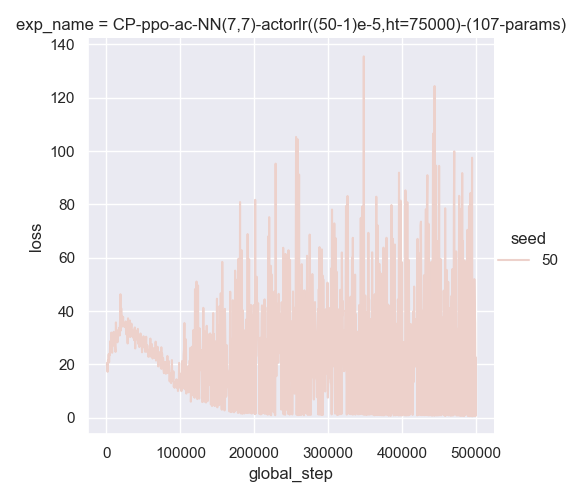 exp_name = CP-ppo-ac-NN(7,7)-actorlr((50-1)e-5,ht=75000)-(107-params)
140
120
100
80
60
40
20
0
loss
0 100000 200000 300000 400000 500000
global_step
seed
50